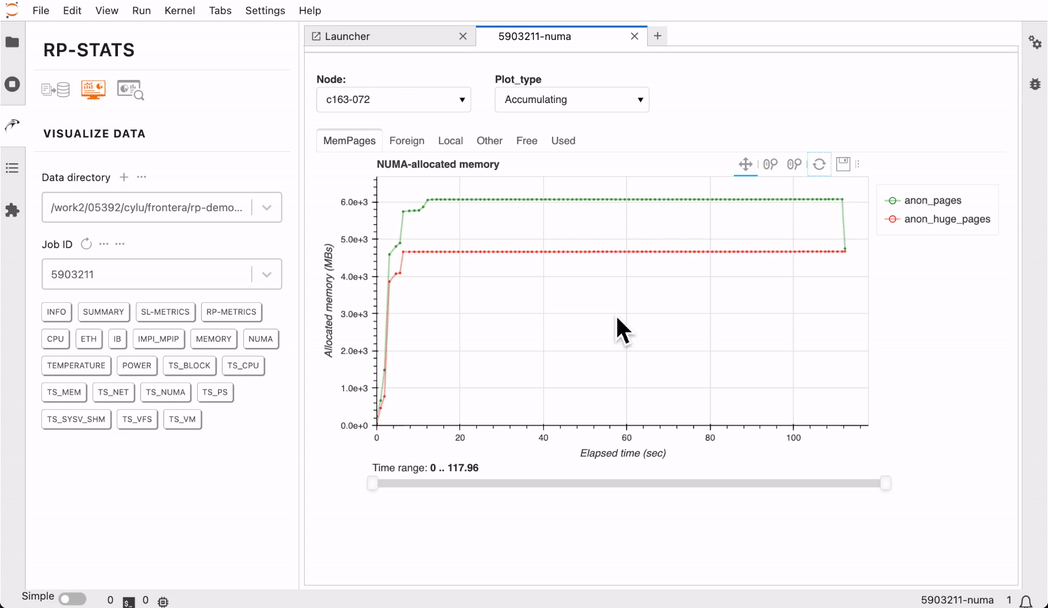 File Edit View Run Kernel Tabs Settings Help
RP-STATS
VISUALIZE DATA
Data directory
/work2/05392/cylu/frontera/rp-demo...
Job ID
5903211
INFO SUMMARY SL-METRICS RP-METRICS
CPU ETH IB IMPI_MPIP MEMORY NUMA
TEMPERATURE POWER TS_BLOCK TS_CPU
TS_MEM TS_NET TS_NUMA TS_PS
TS_SYSV_SHM TS_VFS TS_VM
Launcher 5903211-numa
Node: Plot_type
c163-072 Accumulating
MemPages Foreign Local Other Free Used
NUMA-allocated memory
anon_pages
anon_huge_pages
Allocated memory (MBs)
6.0e+3
5.0e+3
4.0e+3
3.0e+3
2.0e+3
1.0e+3
0.0e+0
0 20 40 60 80 100
Elapsed time (sec)
Time range: 0 .. 117.96
Simple 0 0 5903211-numa 1